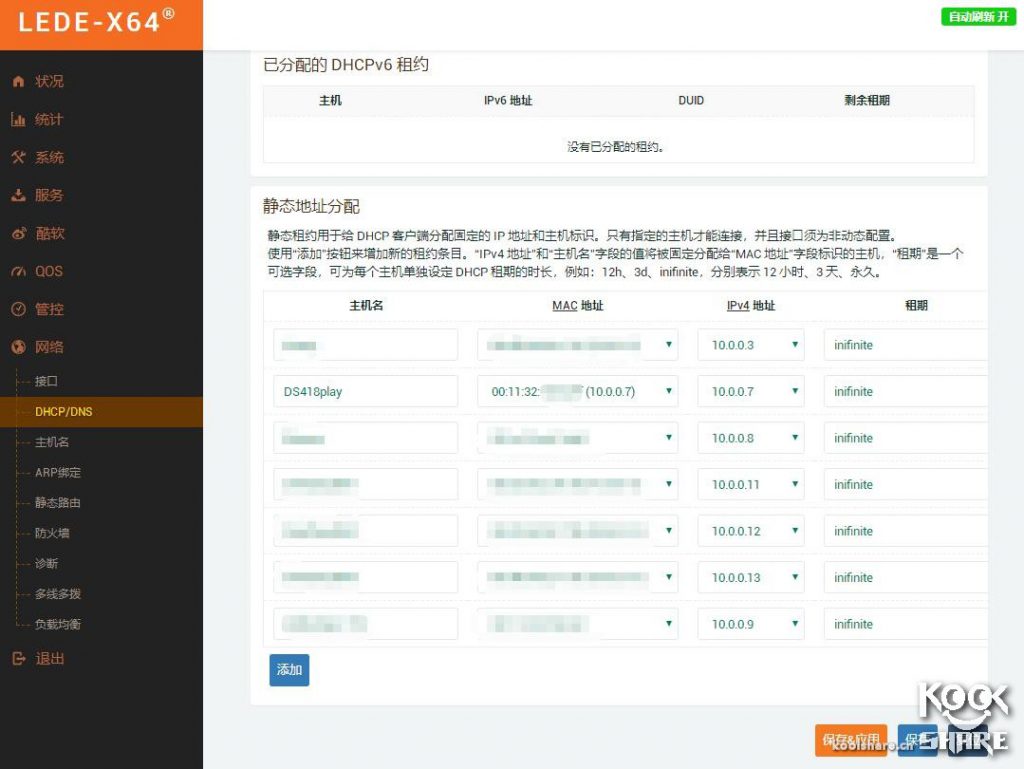 LEDE-X64®
自动刷新 开
状况
统计
系统
服务
酷软
QOS
管控
网络
接口
DHCP/DNS
主机名
ARP绑定
静态路由
防火墙
诊断
多线多拨
负载均衡
退出
已分配的 DHCPv6 租约
主机 IPv6 地址 DUID 剩余租期
没有已分配的租约。
静态地址分配
静态租约用于给 DHCP 客户端分配固定的 IP 地址和主机标识。只有指定的主机才能连接，并且接口须为非动态配置。
使用“添加”按钮来增加新的租约条目。“IPv4 地址”和“主机名”字段的值将被固定分配给“MAC 地址”字段标识的主机，“租期”是一个
可选字段，可为每个主机单独设定 DHCP 租期的时长，例如：12h、3d、inifinite，分别表示 12 小时、3 天、永久。
主机名 MAC 地址 IPv4 地址 租期
10.0.0.3 inifinite
DS418play 00:11:32: (10.0.0.7) 10.0.0.7 inifinite
10.0.0.8 inifinite
10.0.0.11 inifinite
10.0.0.12 inifinite
10.0.0.13 inifinite
10.0.0.9 inifinite
添加
保存&应用 保存
koolshare.cn
KOOL SHARE